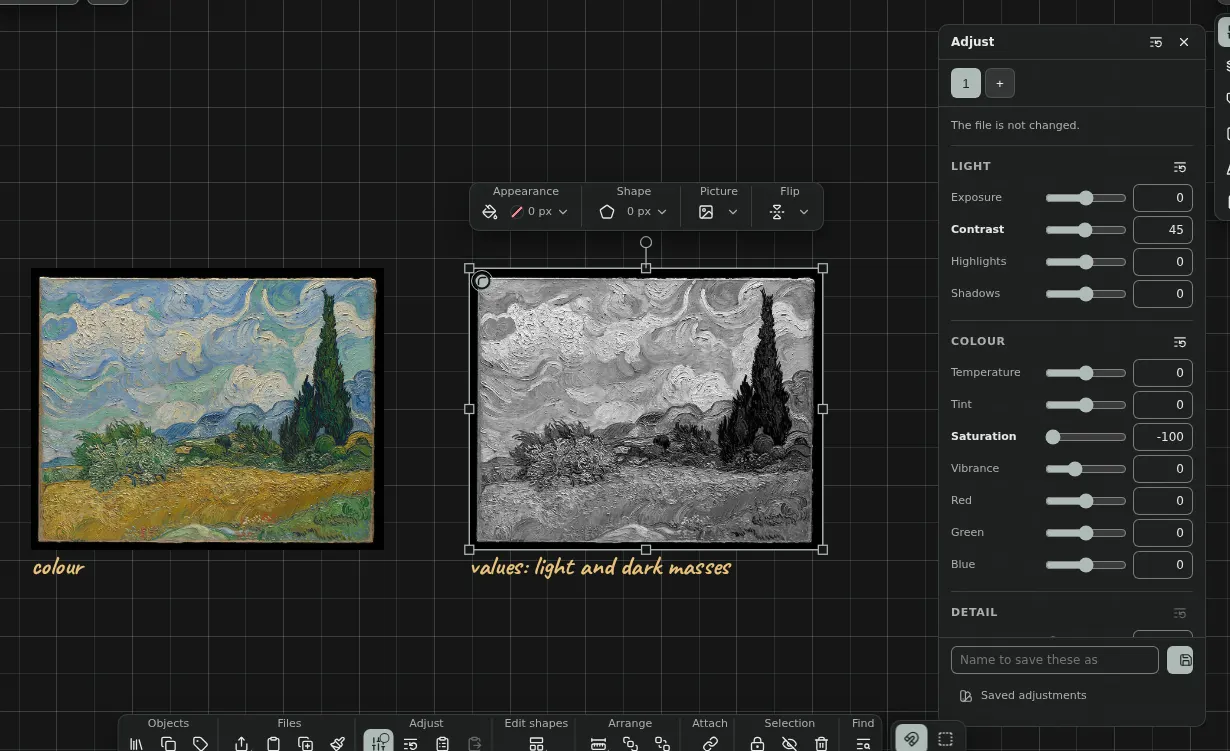 Adjust
1
+
The file is not changed.
LIGHT
Exposure 0
Contrast 45
Highlights 0
Shadows 0
COLOUR
Temperature 0
Tint 0
Saturation -100
Vibrance 0
Red 0
Green 0
Blue 0
DETAIL
Name to save these as
Saved adjustments
Appearance Shape Picture Flip
0 px 0 px
colour
values: light and dark masses
Objects Files Adjust Edit shapes Arrange Attach Selection Find